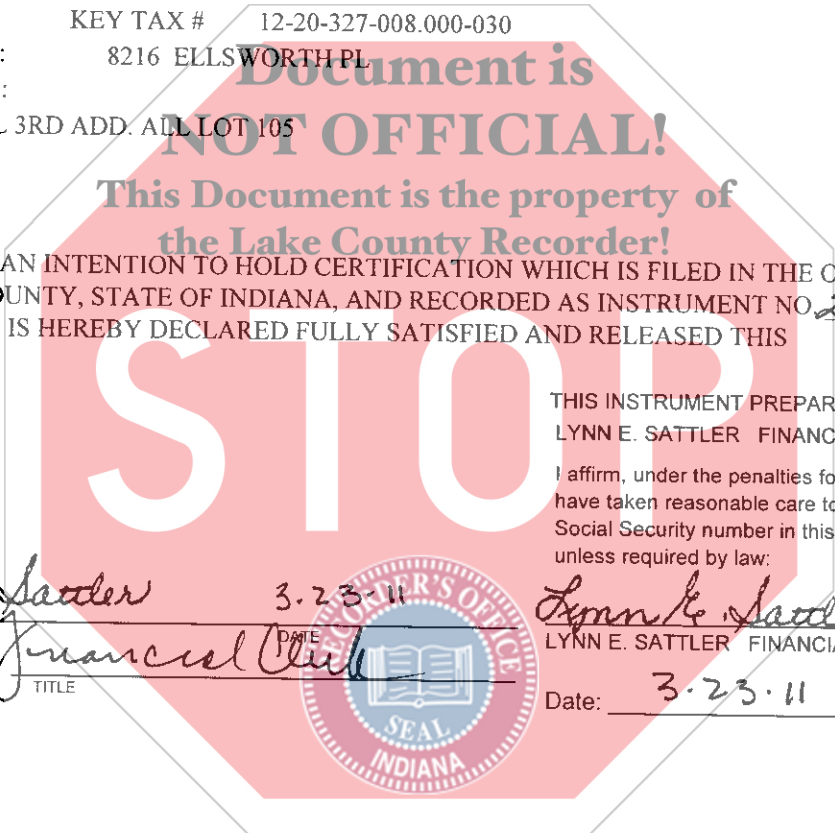 KEY TAX # 12-20-327-008.000-030
: 8216 ELLSWORTH PL
:
3RD ADD. ALL LOT 105
Document is
NOT OFFICIAL!
This Document is the property of
the Lake County Recorder!
AN INTENTION TO HOLD CERTIFICATION WHICH IS FILED IN THE O
UNTY, STATE OF INDIANA, AND RECORDED AS INSTRUMENT NO.
IS HEREBY DECLARED FULLY SATISFIED AND RELEASED THIS
STOP
THIS INSTRUMENT PREPAR
LYNN E. SATTLER FINANC
I affirm, under the penalties fo
have taken reasonable care to
Social Security number in this
unless required by law:
Sattler 3-23-11
DATE
Financial Clerk
TITLE
Lynn E. Sattl
LYNN E. SATTLER FINANCIA
Date: 3-23-11
RECORDER'S OFFICE
SEAL
INDIANA